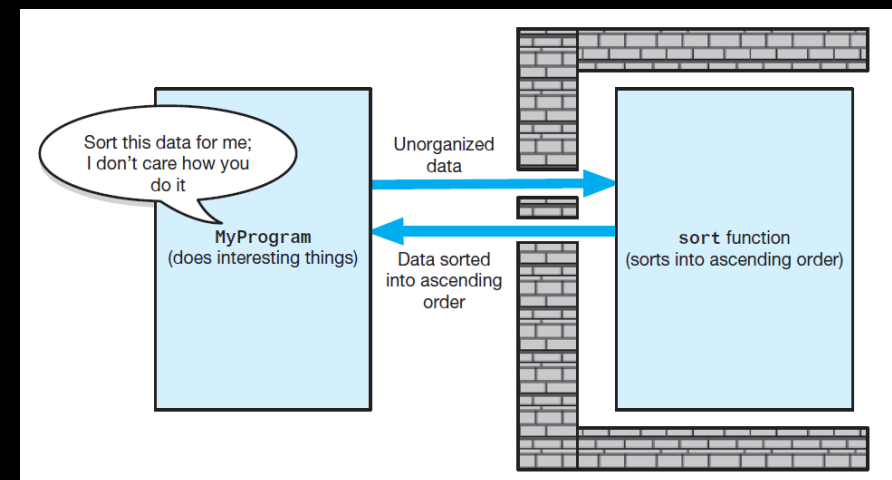 Sort this data for me;
I don’t care how you
do it
MyProgram
(does interesting things)
Unorganized
data
Data sorted
into ascending
order
sort function
(sorts into ascending order)